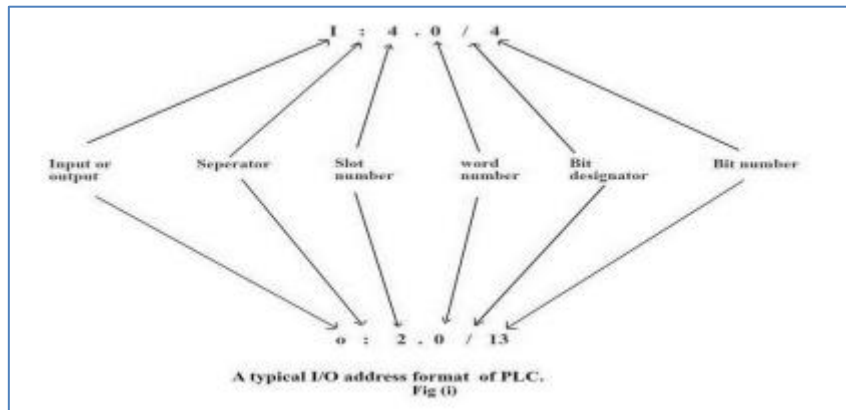 I : 4 . 0 / 4
Input or output
Seperator
Slot number
word number
Bit designator
Bit number
o : 2 . 0 / 13
A typical I/O address format of PLC.
Fig (i)